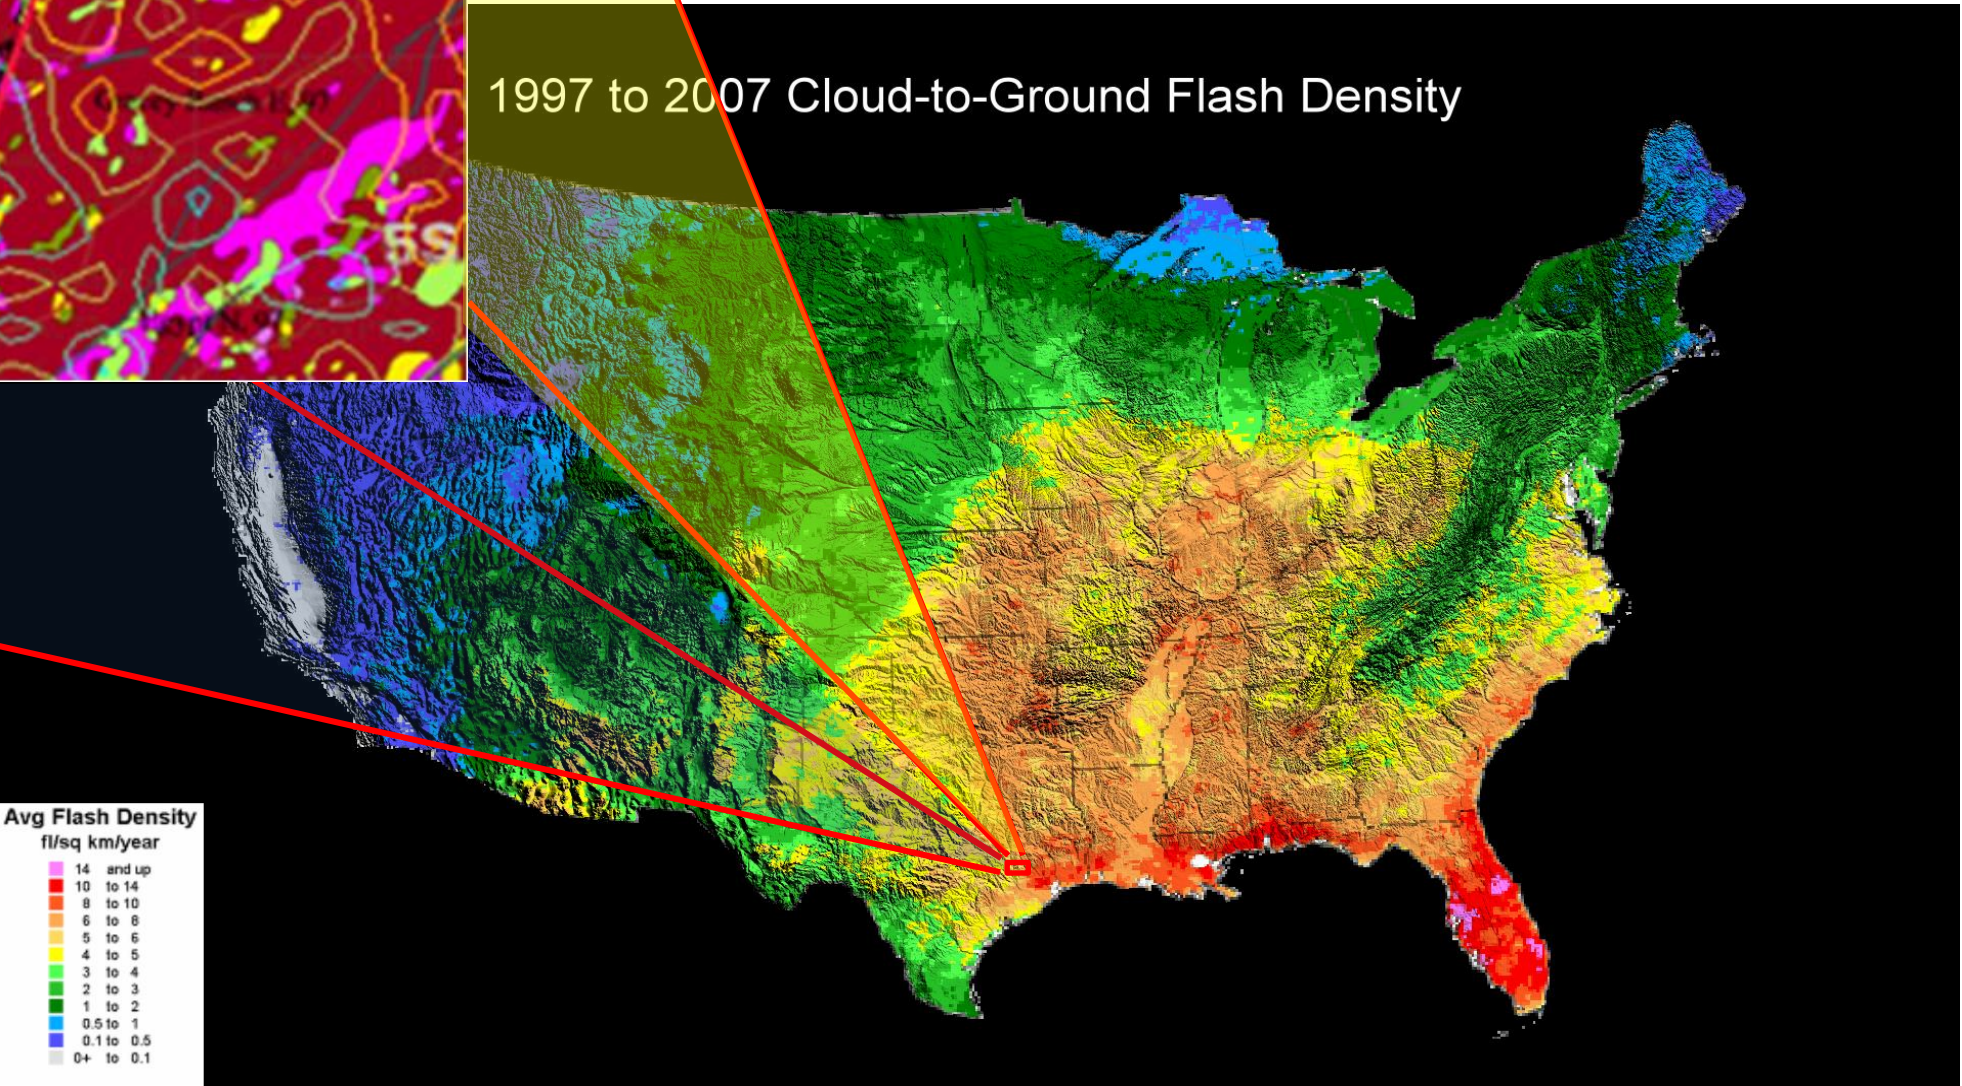 5S
1997 to 2007 Cloud-to-Ground Flash Density
Avg Flash Density
fl/sq km/year
14 and up
10 to 14
8 to 10
6 to 8
5 to 6
4 to 5
3 to 4
2 to 3
1 to 2
0.5 to 1
0.1 to 0.5
0+ to 0.1